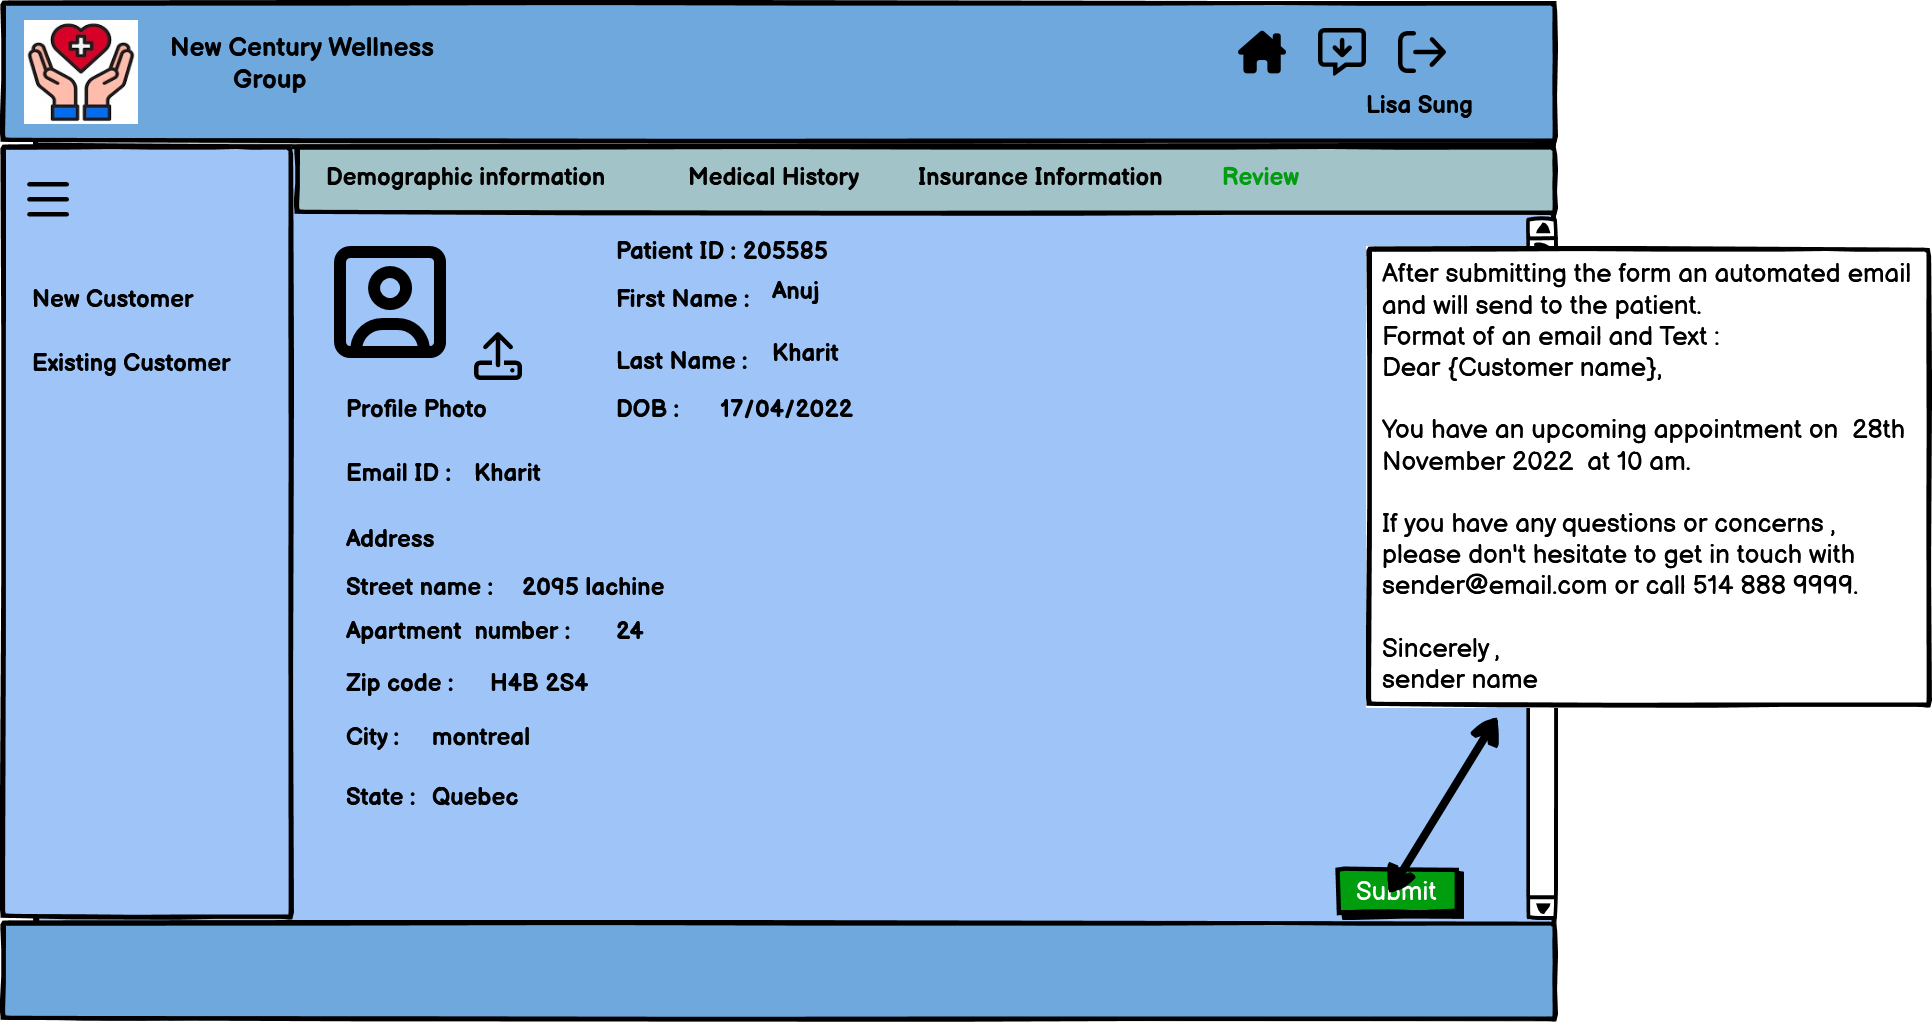 New Century Wellness
Group
Lisa Sung
Demographic information Medical History Insurance Information Review
New Customer
Existing Customer
Patient ID : 205585
First Name : Anuj
Last Name : Kharit
Profile Photo
DOB : 17/04/2022
Email ID : Kharit
Address
Street name : 2095 lachine
Apartment number : 24
Zip code : H4B 2S4
City : montreal
State : Quebec
Submit
After submitting the form an automated email
and will send to the patient.
Format of an email and Text :
Dear {Customer name},
You have an upcoming appointment on 28th
November 2022 at 10 am.
If you have any questions or concerns ,
please don't hesitate to get in touch with
sender@email.com or call 514 888 9999.
Sincerely ,
sender name